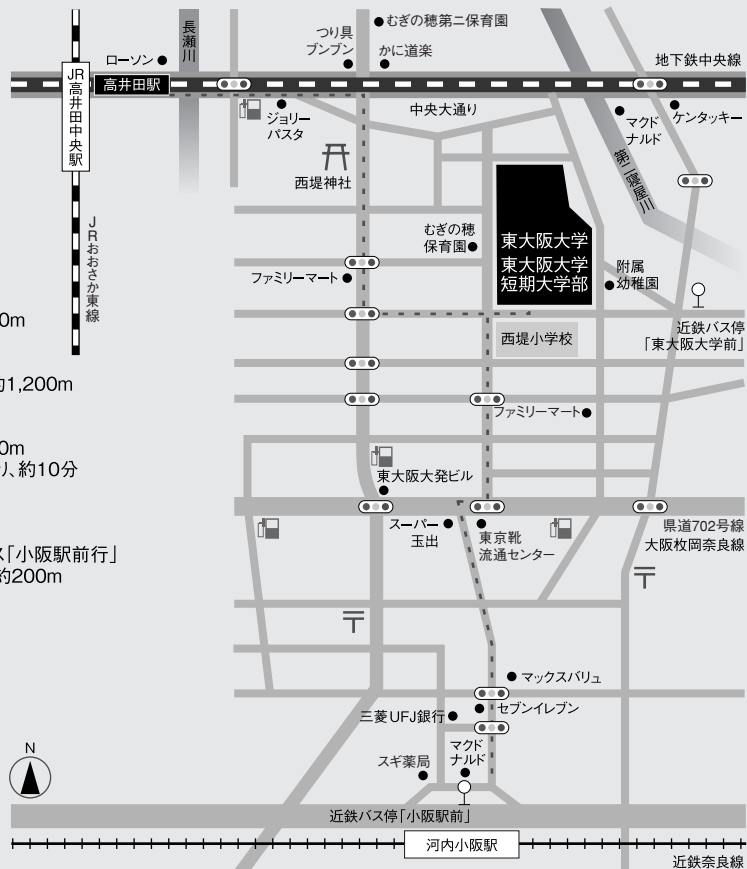 むぎの穂第二保育園
つり具
ブンブン
かに道楽
長瀬川
ローソン
地下鉄中央線
JR高井田中央駅
高井田駅
中央大通り
ジョリー
パスタ
マクド
ナルド
ケンタッキー
第二寝屋川
西堤神社
JRおおさか東線
むぎの穂
保育園
東大阪大学
東大阪大学
短期大学部
附属
幼稚園
ファミリーマート
0m
近鉄バス停
「東大阪大学前」
西堤小学校
約1,200m
ファミリーマート
0m
り、約10分
東大阪大発ビル
スーパー
玉出
東京靴
流通センター
県道702号線
大阪枚岡奈良線
ス「小阪駅前行」
約200m
マックスバリュ
セブンイレブン
三菱UFJ銀行
マクド
ナルド
スギ薬局
N
近鉄バス停「小阪駅前」
河内小阪駅
近鉄奈良線